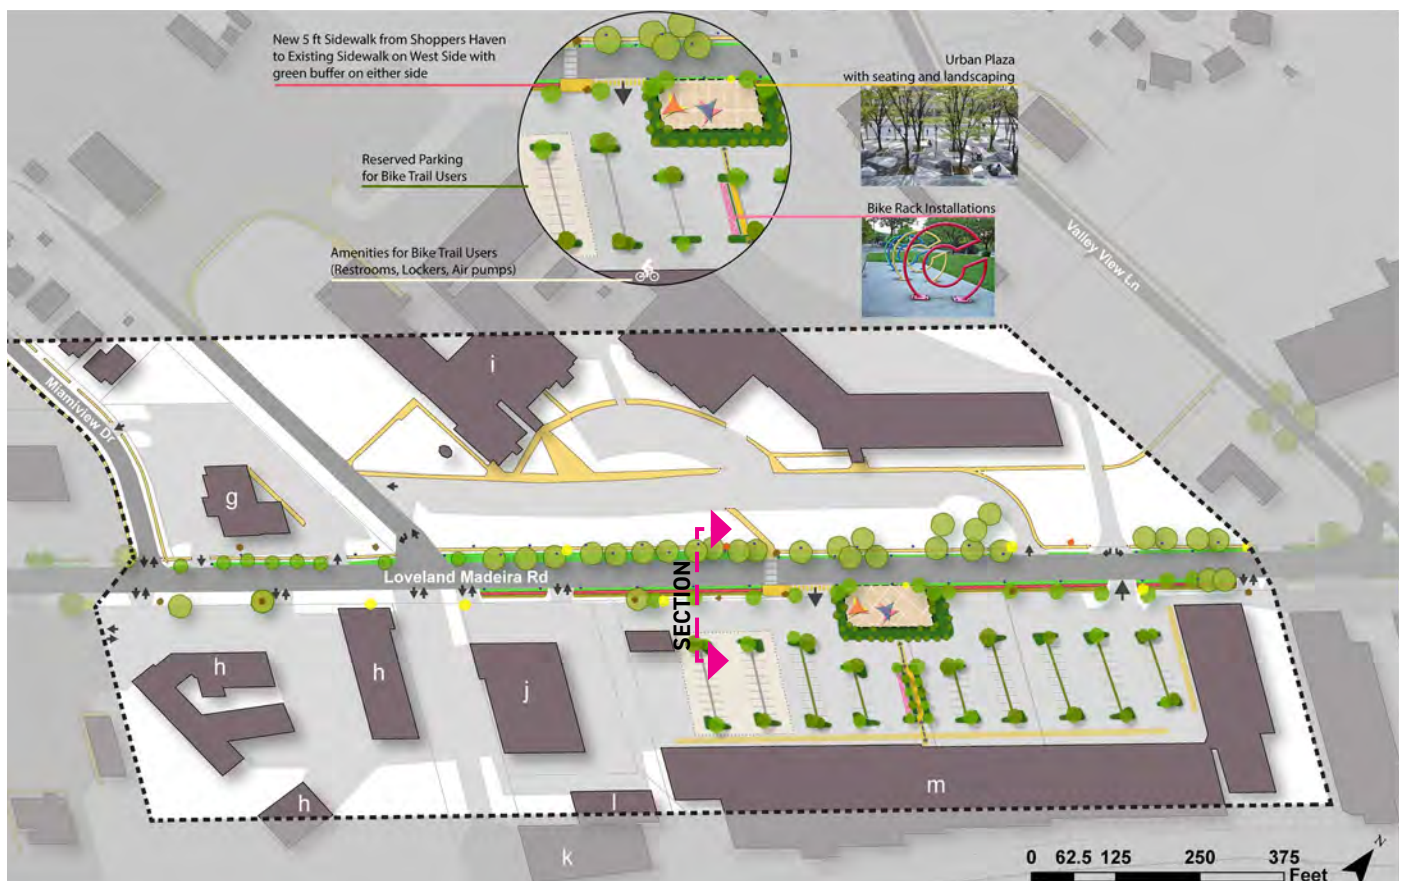 New 5 ft Sidewalk from Shoppers Haven
to Existing Sidewalk on West Side with
green buffer on either side
Urban Plaza
with seating and landscaping
Reserved Parking
for Bike Trail Users
Bike Rack Installations
Amenities for Bike Trail Users
(Restrooms, Lockers, Air pumps)
Valley View Ln
Miamiview Dr
i
g
Loveland Madeira Rd
SECTION
h
h
j
h
l
m
k
0 62.5 125 250 375
Feet
N